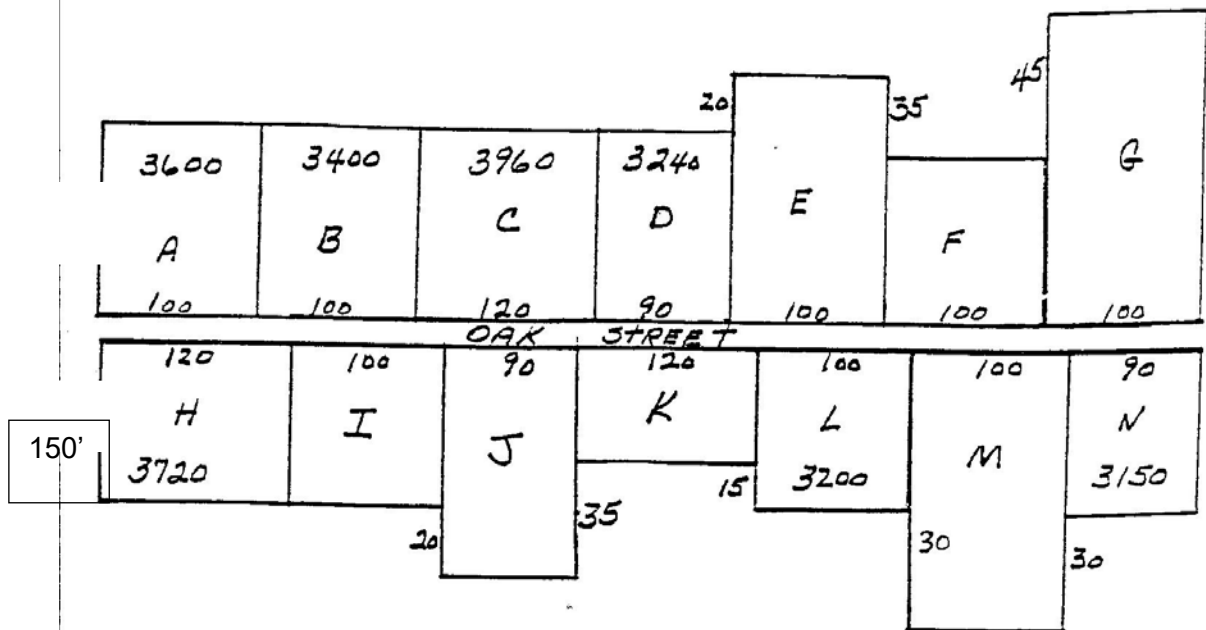 20 35 45
3600 3400 3960 3240
A B C D E F G
100 100 120 90 100 100 100
OAK STREET
120 100 90 120 100 100 90
H I J K L M N
150'
3720 3200 3150
15
20 35 30 30